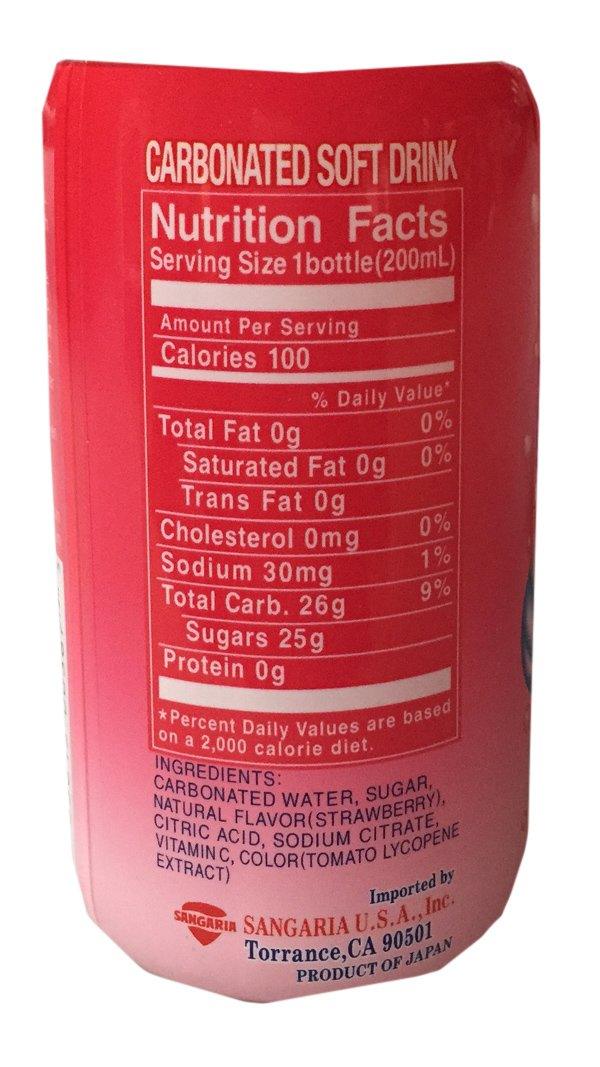 CARBONATED SOFT DRINK
Nutrition Facts
Serving Size 1bottle(200mL)
Amount Per Serving
Calories 100
% Daily Value*
Total Fat 0g 0%
Saturated Fat 0g 0%
Trans Fat 0g
Cholesterol 0mg 0%
Sodium 30mg 1%
Total Carb. 26g 9%
Sugars 25g
Protein 0g
*Percent Daily Values are based
on a 2,000 calorie diet.
INGREDIENTS:
CARBONATED WATER, SUGAR,
NATURAL FLAVOR(STRAWBERRY),
CITRIC ACID, SODIUM CITRATE,
VITAMIN C, COLOR(TOMATO LYCOPENE
EXTRACT)
Imported by
SANGARIA SANGARIA U.S.A., Inc.
Torrance,CA 90501
PRODUCT OF JAPAN